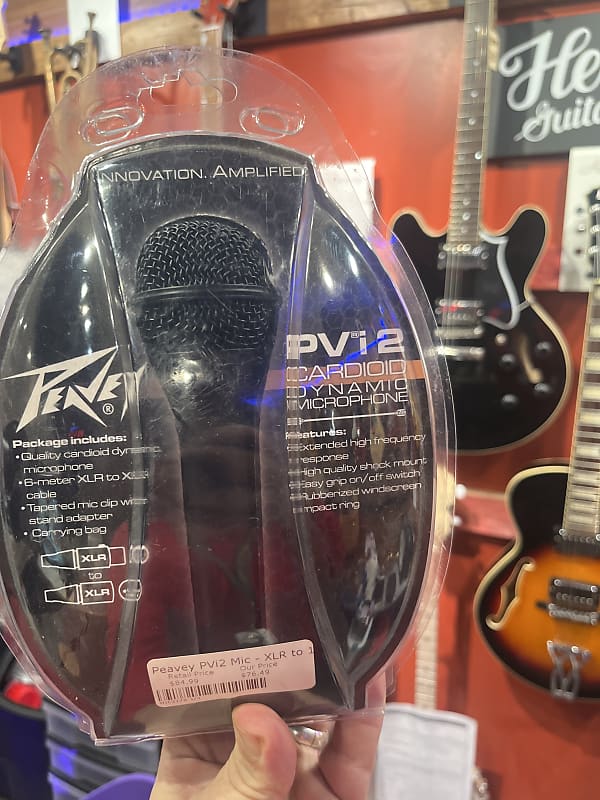 INNOVATION. AMPLIFIED
PEAVEY®
PVi® 2
CARDIOID
DYNAMIC
MICROPHONE
Package includes:
• Quality cardioid dynamic
microphone
• 6-meter XLR to XLR
cable
• Tapered mic clip with
stand adapter
• Carrying bag
XLR
to
XLR
Features:
Extended high frequency
response
High quality shock mount
Easy grip on/off switch
Rubberized windscreen
impact ring
Peavey PVi2 Mic - XLR to 1
Retail Price Our Price
$84.99 $76.49
He
Guita